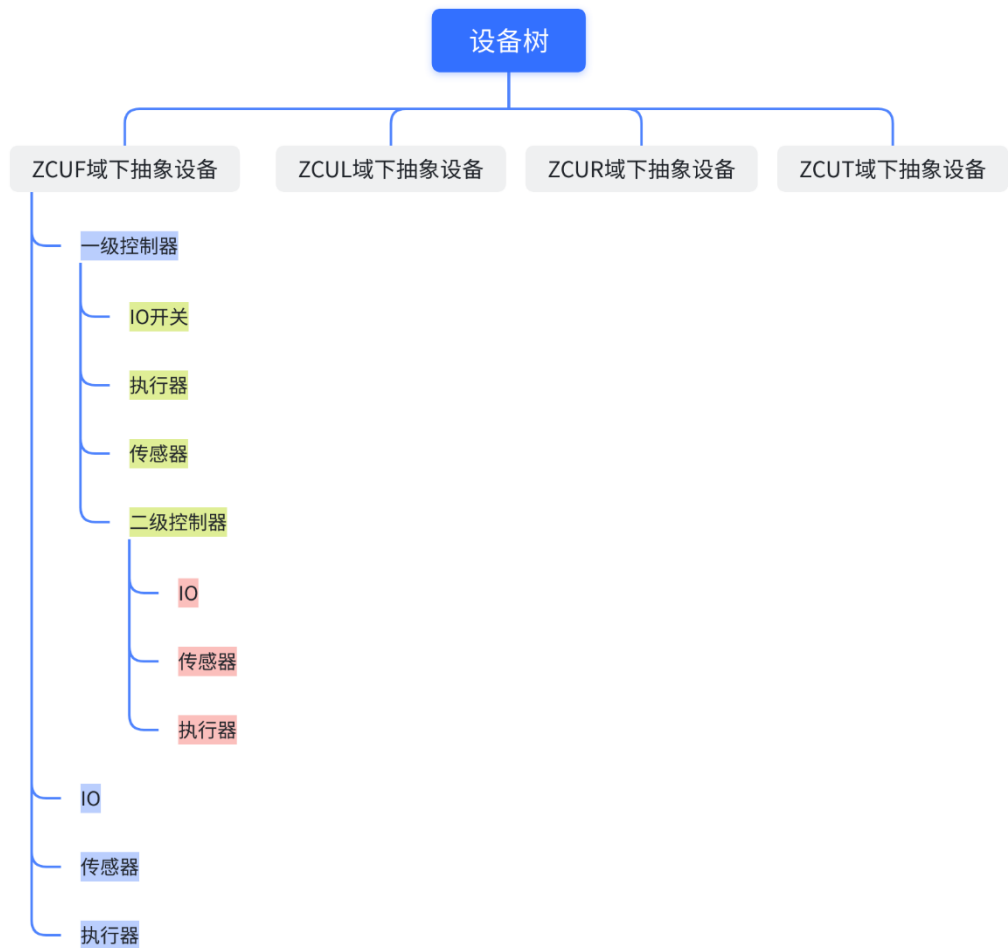 设备树
ZCUF域下抽象设备
ZCUL域下抽象设备
ZCUR域下抽象设备
ZCUT域下抽象设备
一级控制器
IO开关
执行器
传感器
二级控制器
IO
传感器
执行器
IO
传感器
执行器